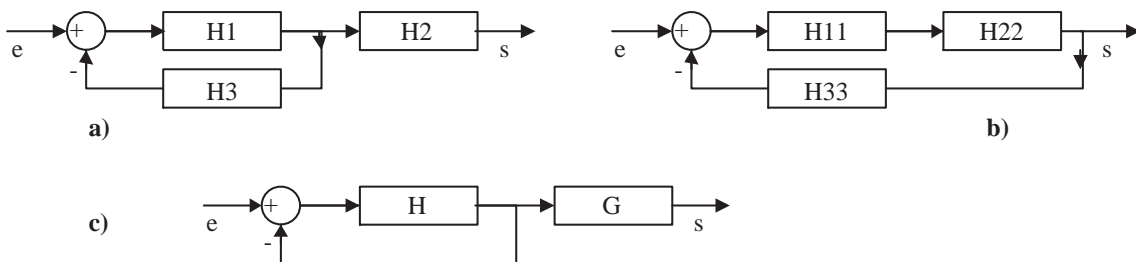 + H1 H2 + H11 H22
e s e s
- -
H3 H33
a) b)
+ H G
c) e s
-